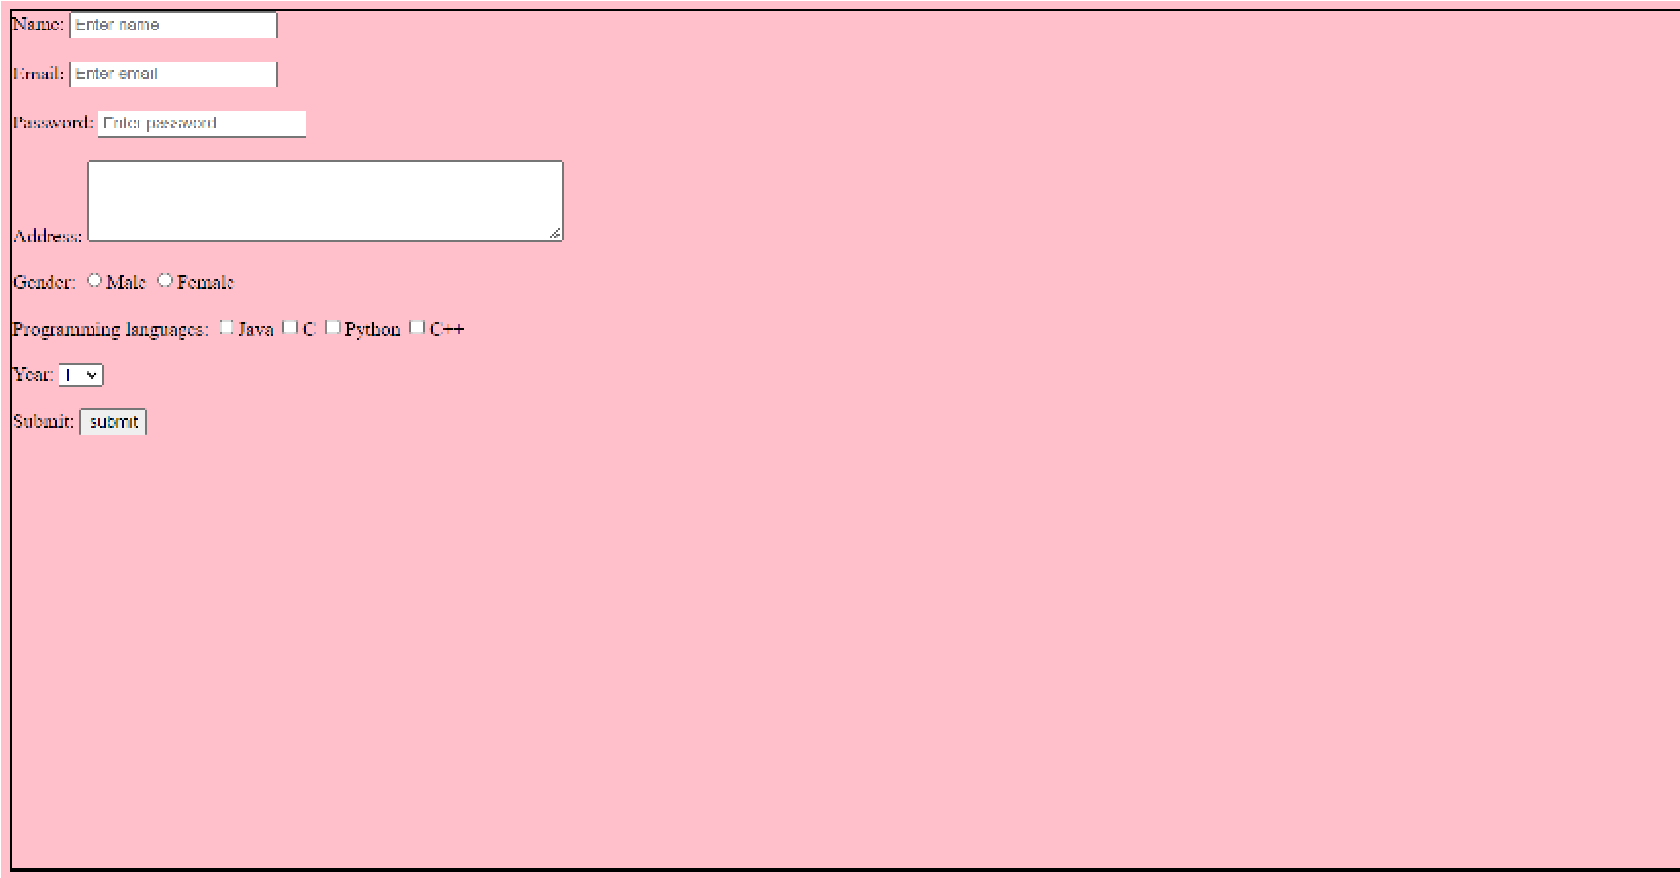 Name: Enter name
Email: Enter email
Password: Enter password
Address:
Gender: Male Female
Programming languages: Java C Python C++
Year: I
Submit: submit